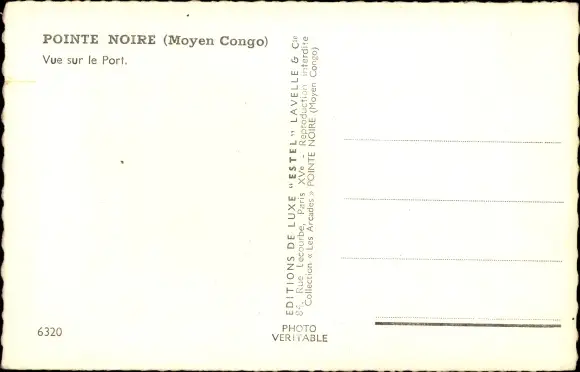 POINTE NOIRE (Moyen Congo)
Vue sur le Port.
EDITIONS DE LUXE "ESTEL" LAVELLE & Cie
Rue Lecourbe, Paris XVe - Reproduction interdite
Collection « Les Arcades » POINTE NOIRE (Moyen Congo)
6320
PHOTO
VERITABLE